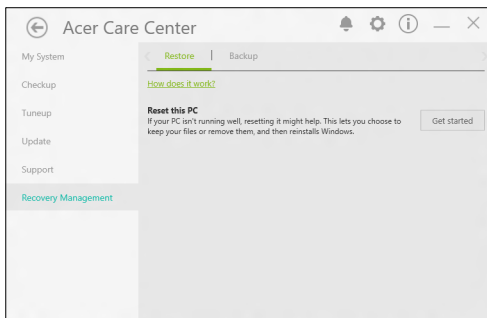 Acer Care Center
My System
Checkup
Tuneup
Update
Support
Recovery Management
Restore
Backup
How does it work?
Reset this PC
If your PC isn't running well, resetting it might help. This lets you choose to
keep your files or remove them, and then reinstalls Windows.
Get started